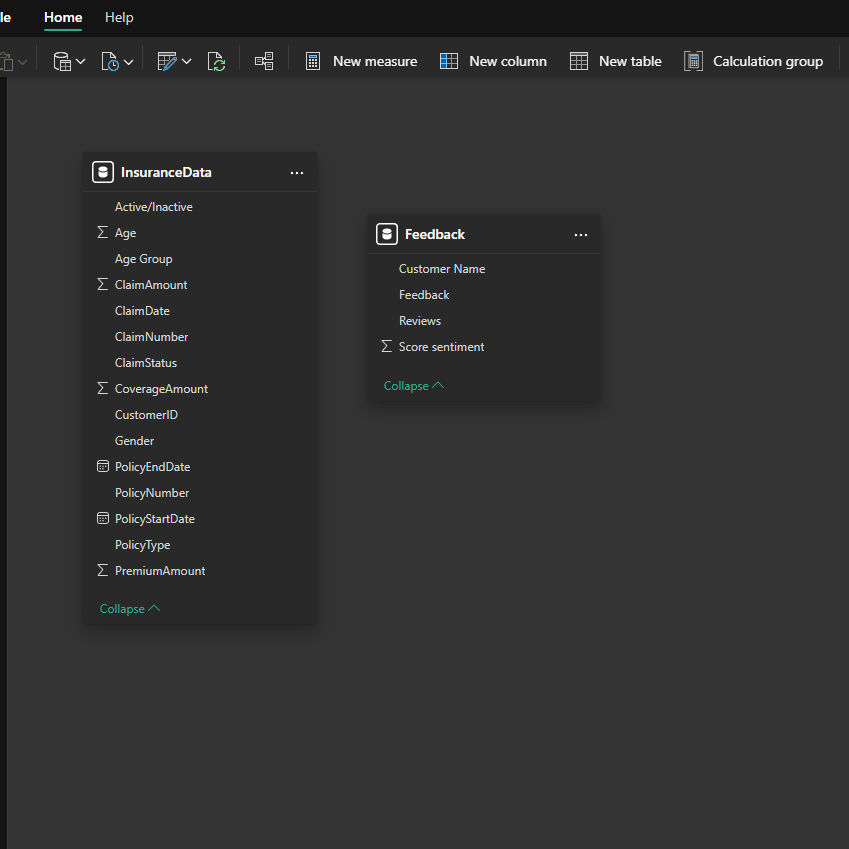 le Home Help
New measure New column New table Calculation group
InsuranceData ...
Active/Inactive
Age
Age Group
ClaimAmount
ClaimDate
ClaimNumber
ClaimStatus
CoverageAmount
CustomerID
Gender
PolicyEndDate
PolicyNumber
PolicyStartDate
PolicyType
PremiumAmount
Collapse
Feedback ...
Customer Name
Feedback
Reviews
Score sentiment
Collapse